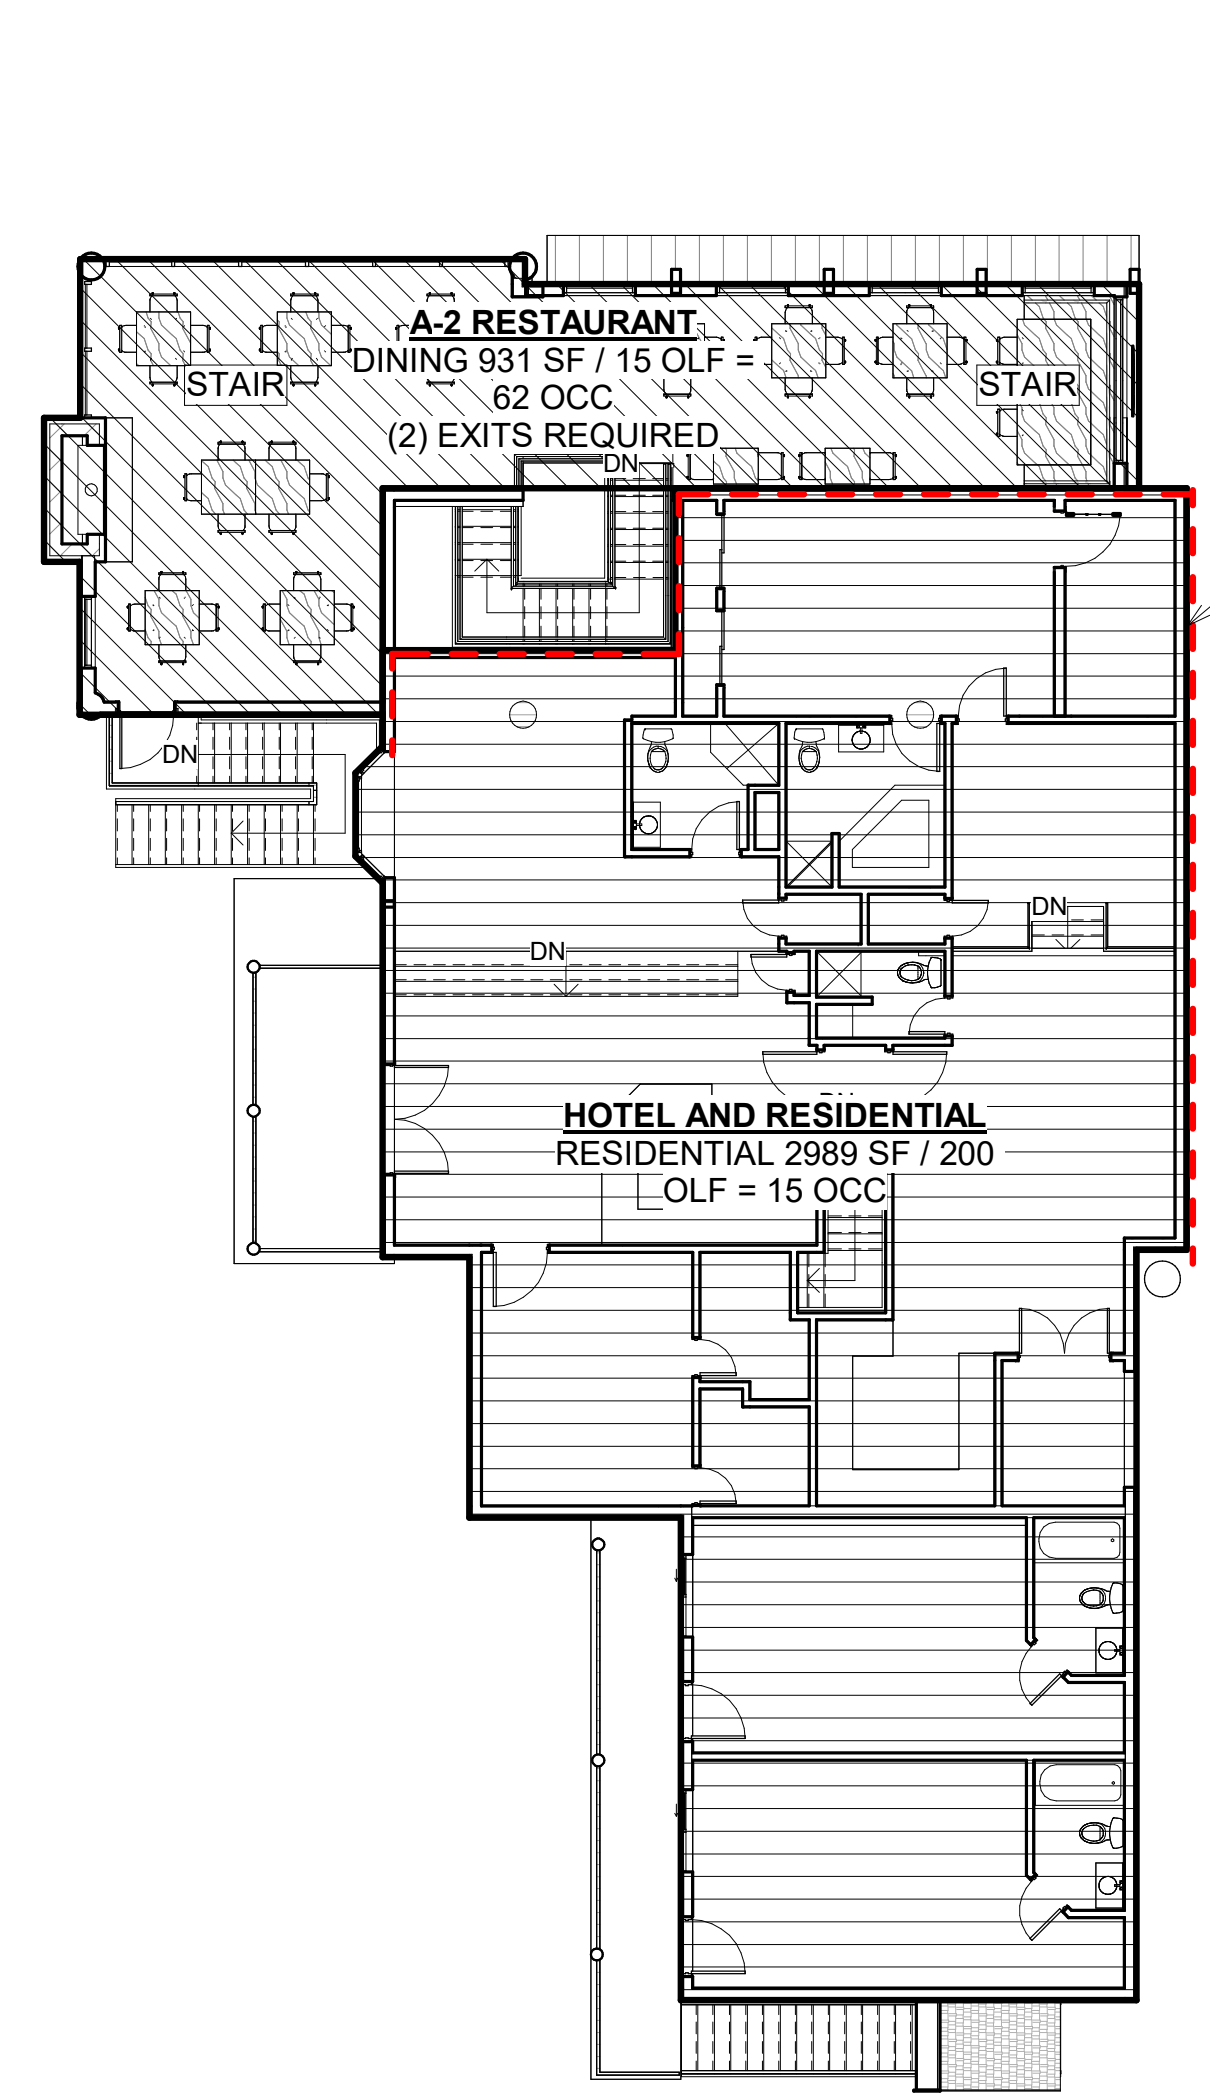 A-2 RESTAURANT
DINING 931 SF / 15 OLF =
62 OCC
(2) EXITS REQUIRED
STAIR
STAIR
DN
DN
DN
DN
HOTEL AND RESIDENTIAL
RESIDENTIAL 2989 SF / 200
OLF = 15 OCC